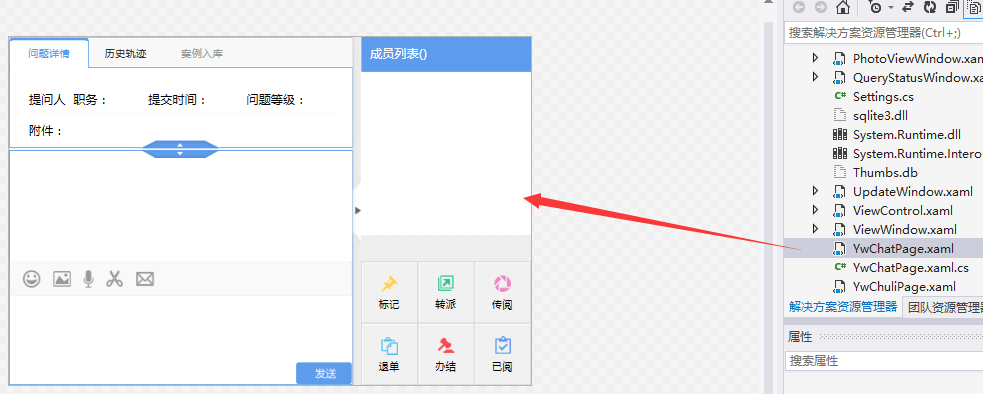 问题详情 历史轨迹 案例入库
提问人 职务： 提交时间： 问题等级：
附件：
发送
成员列表()
标记 转派 传阅
退单 办结 已阅
搜索解决方案资源管理器(Ctrl+;)
PhotoViewWindow.xam
QueryStatusWindow.xa
C# Settings.cs
sqlite3.dll
System.Runtime.dll
System.Runtime.Intero
Thumbs.db
UpdateWindow.xaml
ViewControl.xaml
ViewWindow.xaml
YwChatPage.xaml
C# YwChatPage.xaml.cs
YwChuliPage.xaml
解决方案资源管理器 团队资源管理器
属性
搜索属性